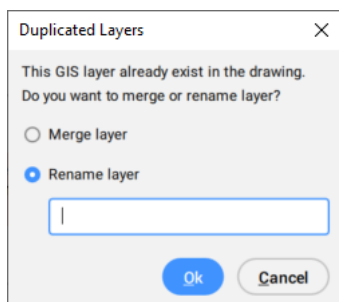 Duplicated Layers
This GIS layer already exist in the drawing.
Do you want to merge or rename layer?
Merge layer
Rename layer
Ok
Cancel